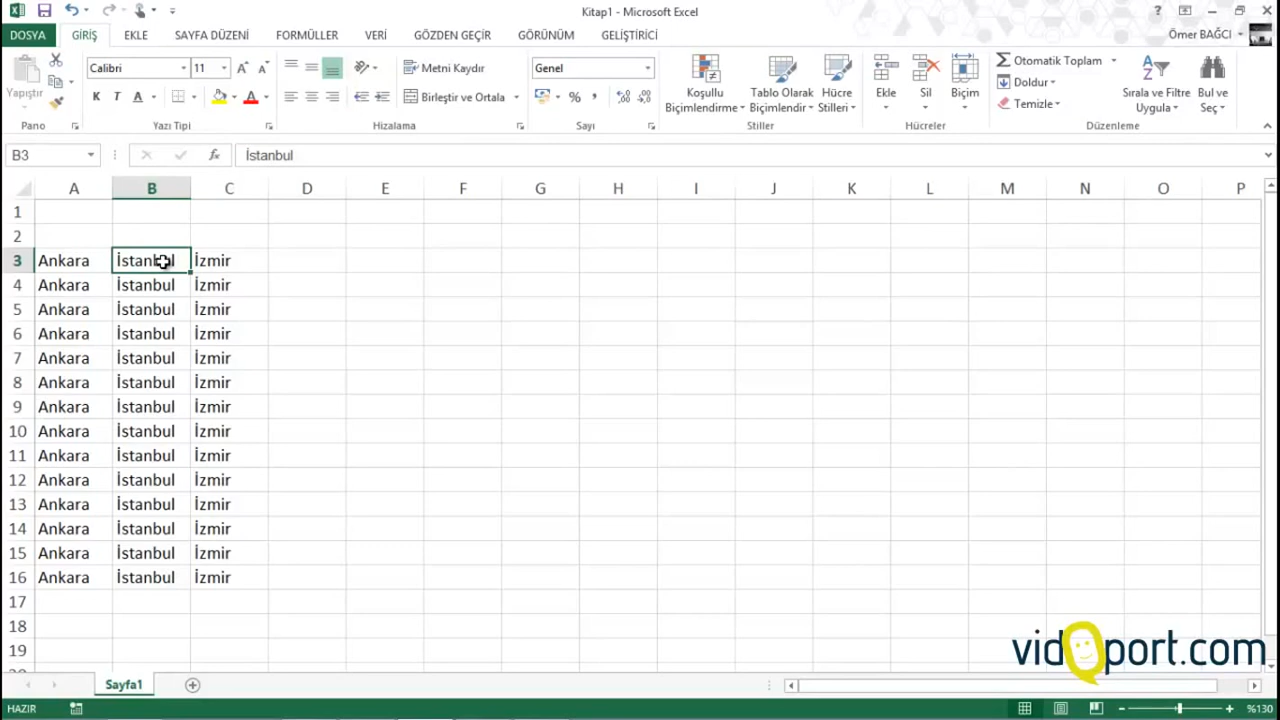 Kitap1 - Microsoft Excel
?
DOSYA GİRİŞ EKLE SAYFA DÜZENİ FORMÜLLER VERİ GÖZDEN GEÇİR GÖRÜNÜM GELİŞTİRİCİ Ömer BAĞCI
Yapıştır
Pano
Calibri 11 A A
K T A A
Yazı Tipi
Metni Kaydır
Birleştir ve Ortala
Hizalama
Genel
% , ,00
Sayı
Koşullu Biçimlendirme
Tablo Olarak Biçimlendir
Hücre Stilleri
Stiller
Ekle Sil Biçim
Hücreler
Otomatik Toplam
Doldur
Temizle
Sırala ve Filtre Uygula
Bul ve Seç
Düzenleme
B3 fx İstanbul
A B C D E F G H I J K L M N O P
1
2
3 Ankara İstanbul İzmir
4 Ankara İstanbul İzmir
5 Ankara İstanbul İzmir
6 Ankara İstanbul İzmir
7 Ankara İstanbul İzmir
8 Ankara İstanbul İzmir
9 Ankara İstanbul İzmir
10 Ankara İstanbul İzmir
11 Ankara İstanbul İzmir
12 Ankara İstanbul İzmir
13 Ankara İstanbul İzmir
14 Ankara İstanbul İzmir
15 Ankara İstanbul İzmir
16 Ankara İstanbul İzmir
17
18
19
vidoport.com
Sayfa1
HAZIR %130